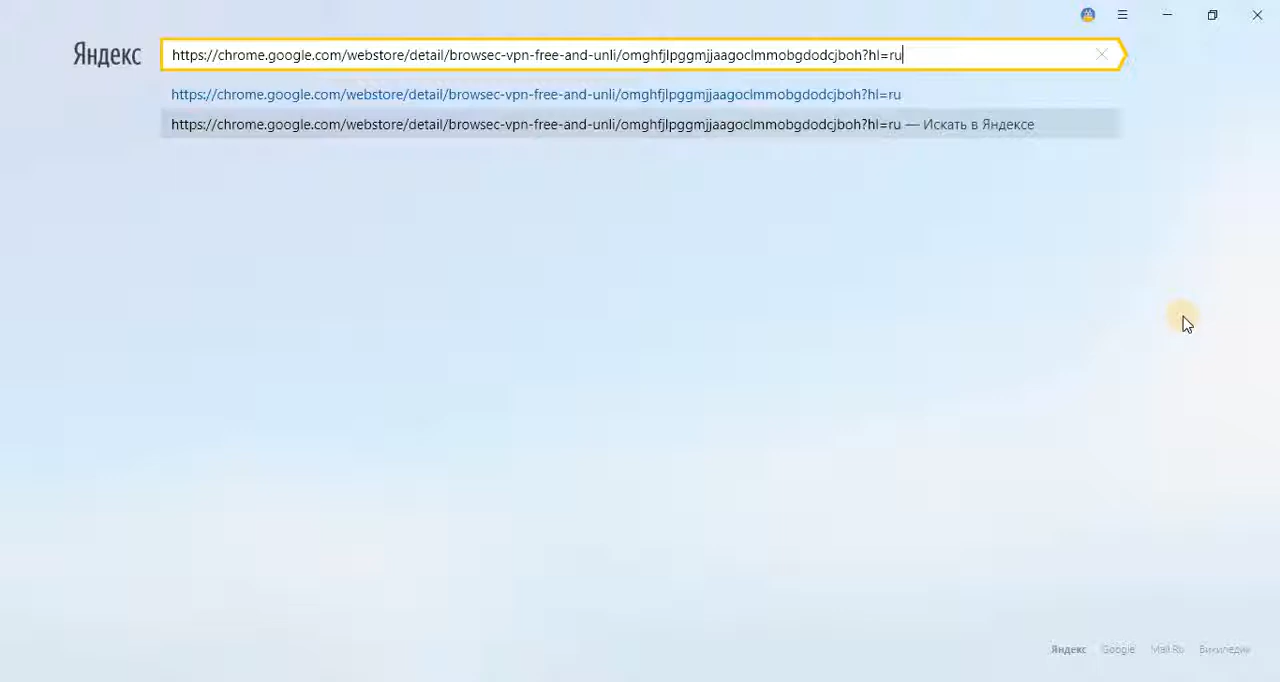 Яндекс
https://chrome.google.com/webstore/detail/browsec-vpn-free-and-unli/omghfjlpggmjjaagoclmmobgdodcjboh?hl=ru
https://chrome.google.com/webstore/detail/browsec-vpn-free-and-unli/omghfjlpggmjjaagoclmmobgdodcjboh?hl=ru
https://chrome.google.com/webstore/detail/browsec-vpn-free-and-unli/omghfjlpggmjjaagoclmmobgdodcjboh?hl=ru — Искать в Яндексе
Яндекс Google Mail.Ru Википедия